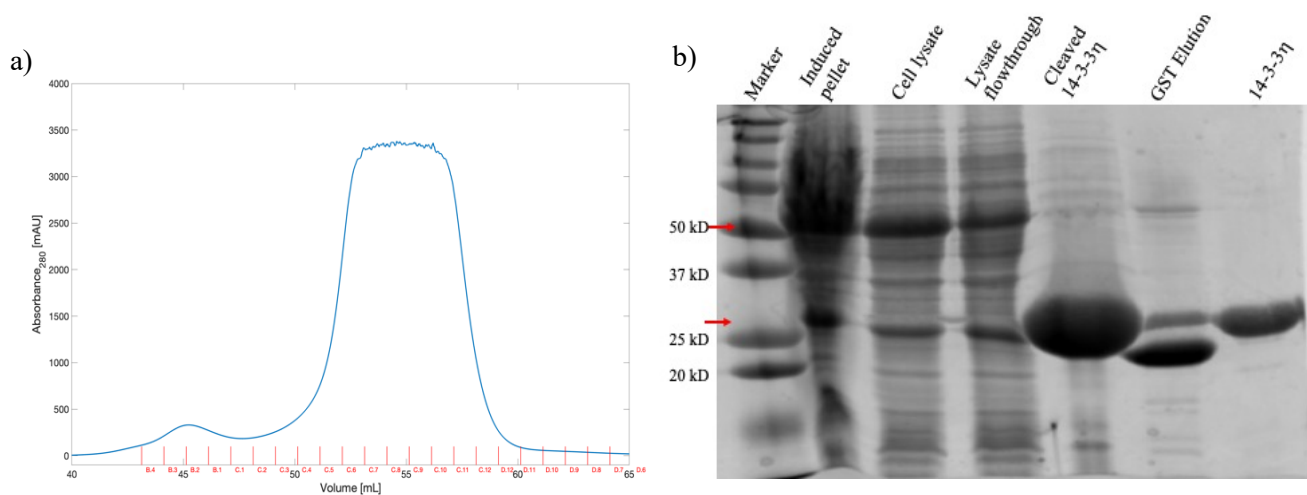 a)
4000
3500
3000
2500
2000
1500
1000
500
0
Absorbance280 [mAU]
40
45
50
55
60
65
B.4 B.3 B.2 B.1 C.1 C.2 C.3 C.4 C.5 C.6 C.7 C.8 C.9 C.10 C.11 C.12 D.12 D.11 D.10 D.9 D.8 D.7 D.6
Volume [mL]
b)
Marker
Induced
pellet
Cell lysate
Lysate
flowthrough
Cleaved
14-3-3η
GST Elution
14-3-3η
50 kD
37 kD
25 kD
20 kD